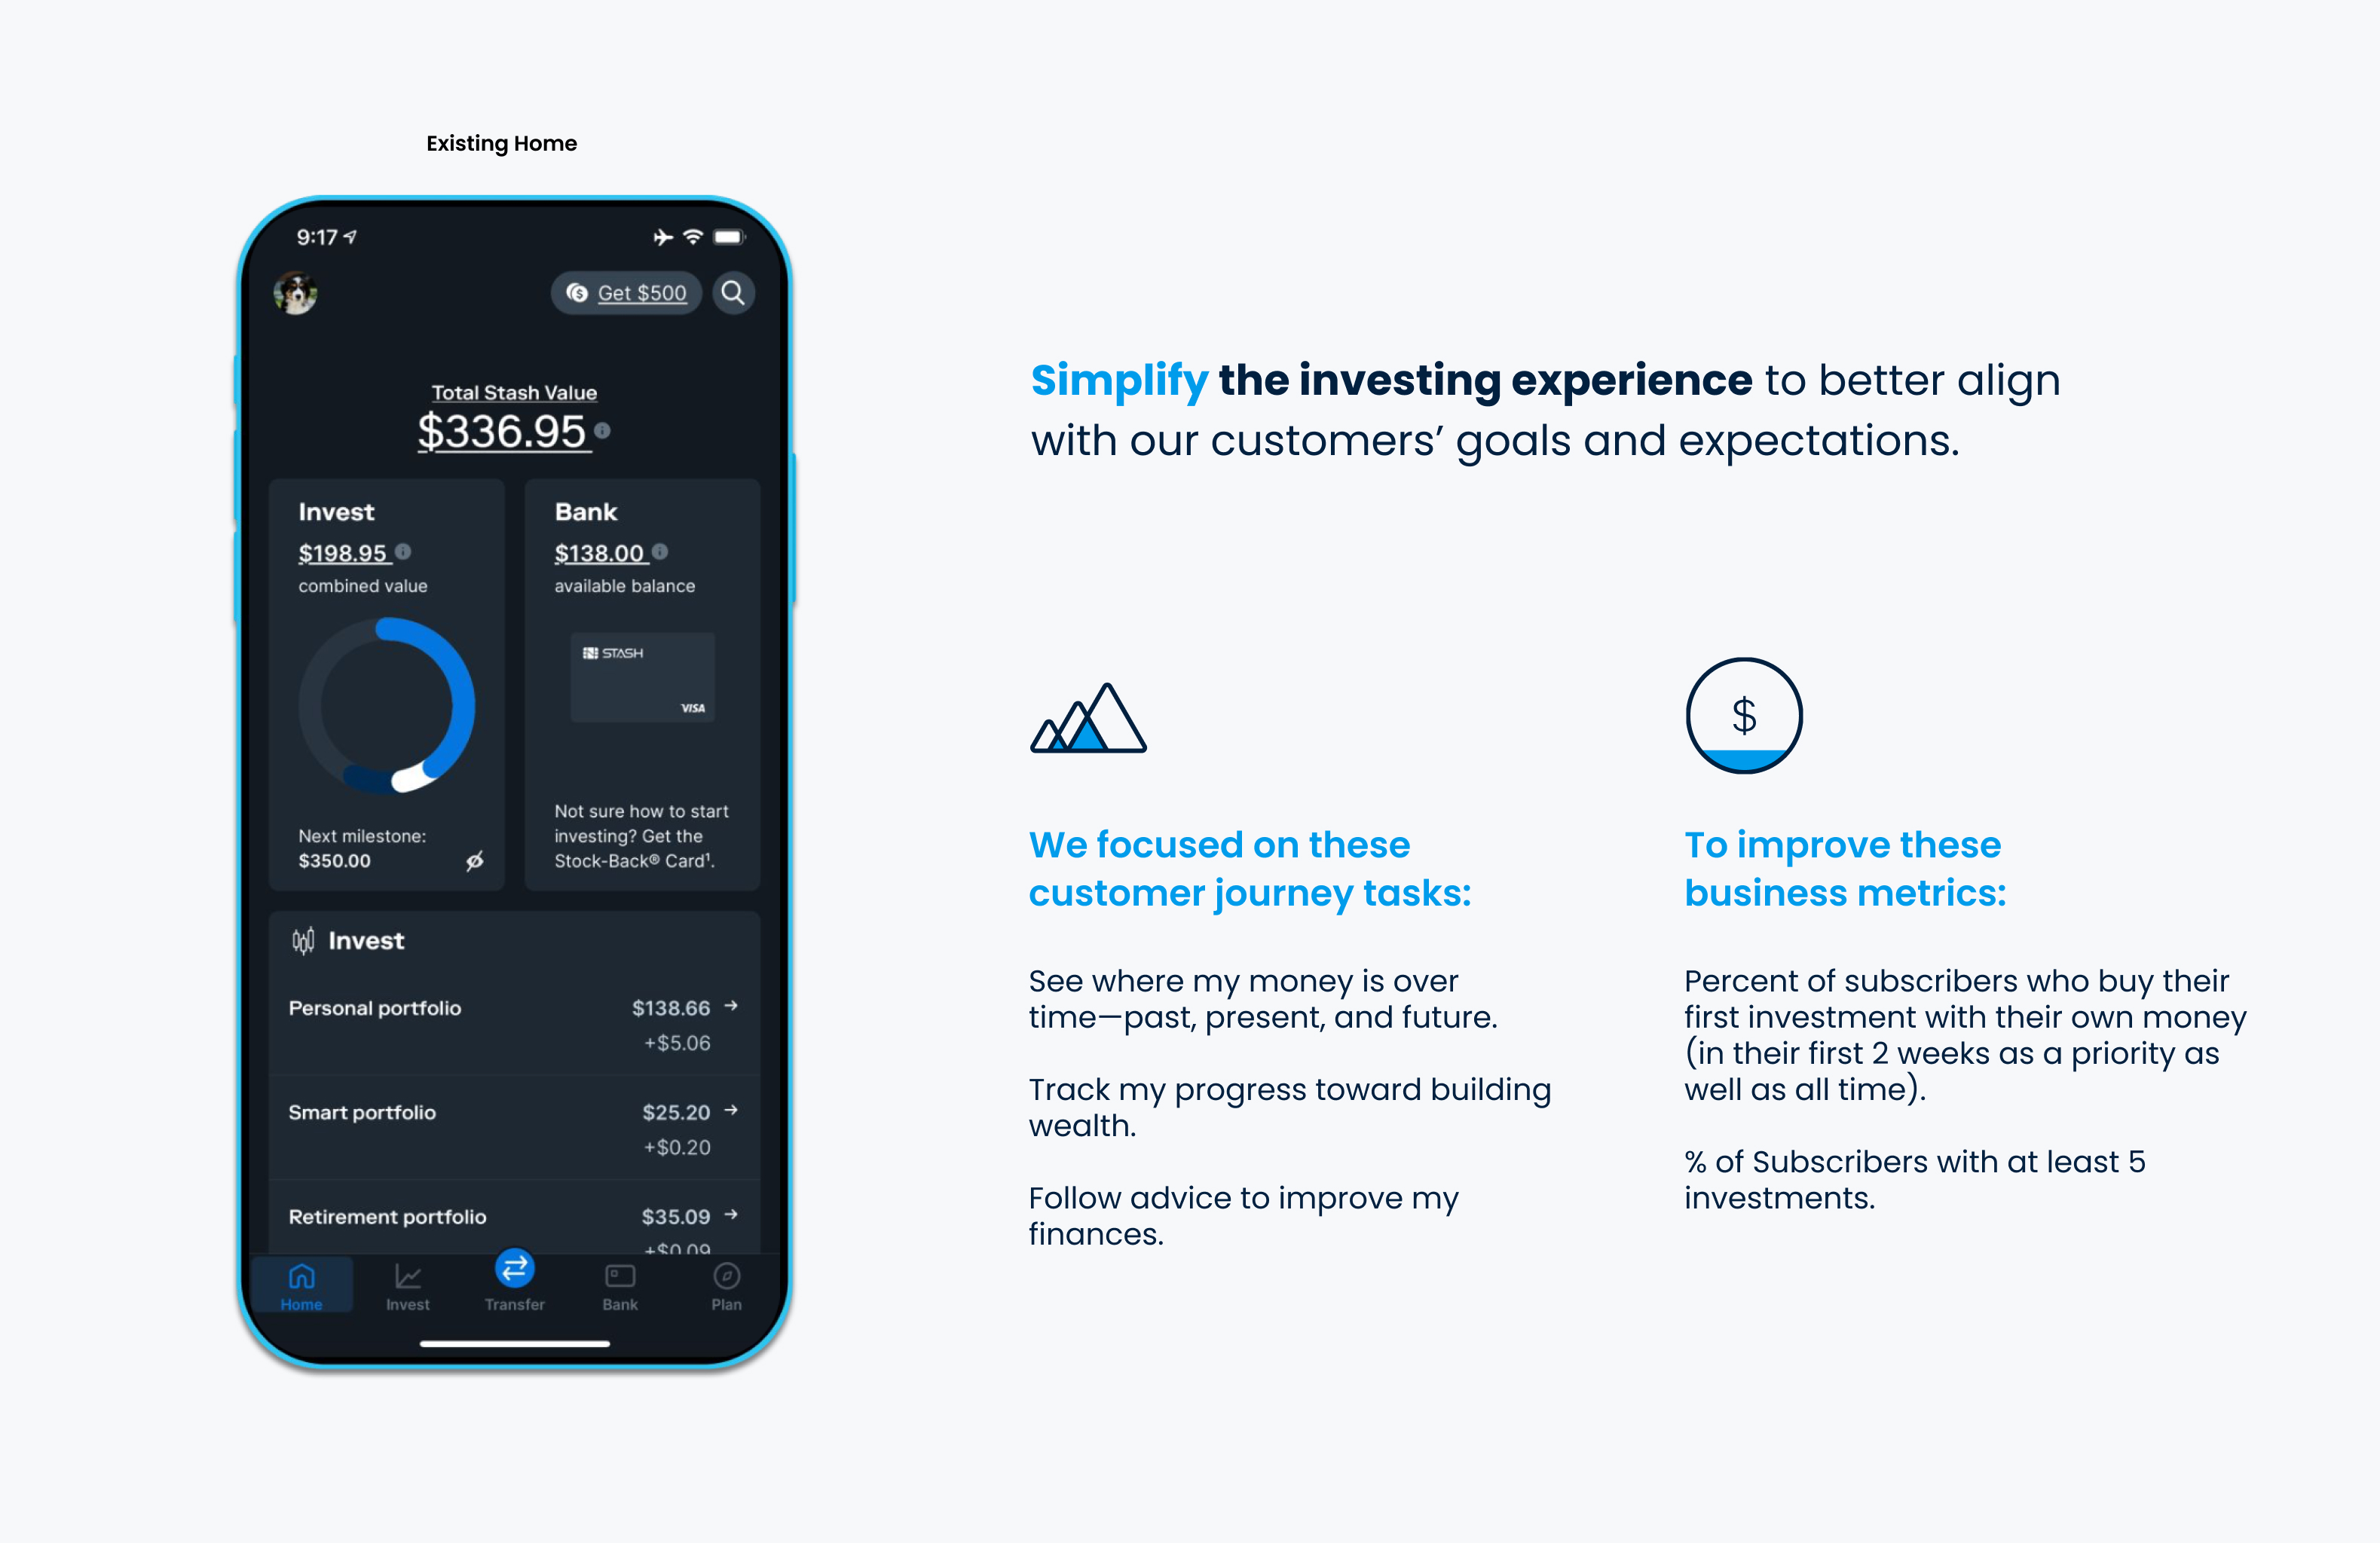 Existing Home
9:17
Get $500
Total Stash Value
$336.95
Invest
$198.95
combined value
Next milestone:
$350.00
Bank
$138.00
available balance
STASH
VISA
Not sure how to start
investing? Get the
Stock-Back® Card¹.
Invest
Personal portfolio
$138.66
+$5.06
Smart portfolio
$25.20
+$0.20
Retirement portfolio
$35.09
+$0.09
Home
Invest
Transfer
Bank
Plan
Simplify the investing experience to better align
with our customers’ goals and expectations.
$
We focused on these
customer journey tasks:
See where my money is over
time—past, present, and future.
Track my progress toward building
wealth.
Follow advice to improve my
finances.
$
To improve these
business metrics:
Percent of subscribers who buy their
first investment with their own money
(in their first 2 weeks as a priority as
well as all time).
% of Subscribers with at least 5
investments.